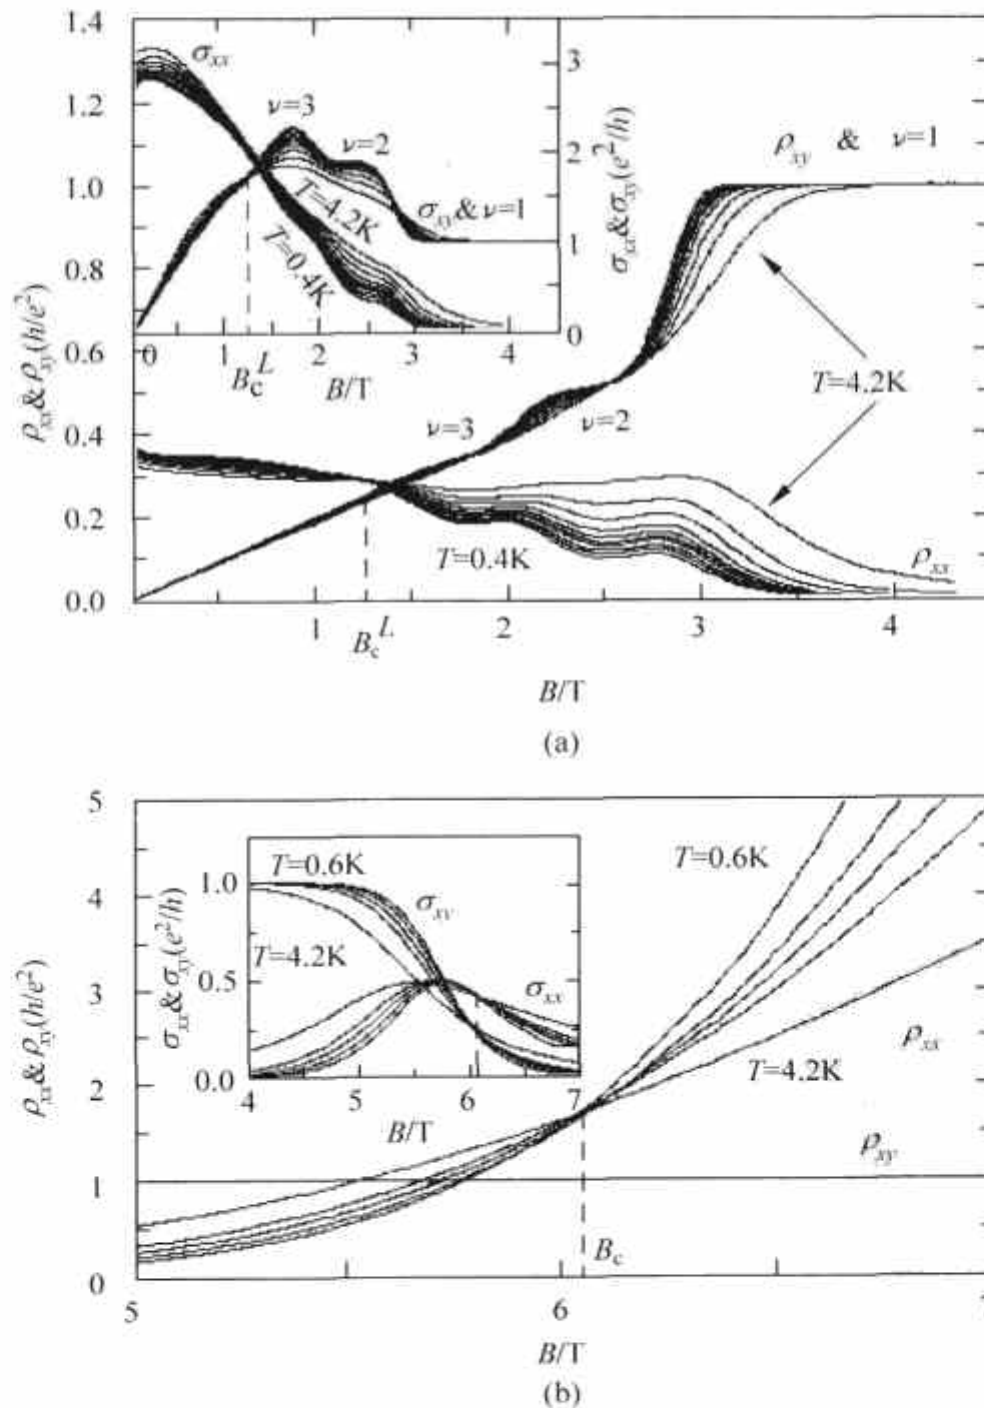 1.4
1.2
1.0
0.8
0.6
0.4
0.2
0.0
ρxx&ρxy(h/e²)
σxx
ν=3
ν=2
T=4.2K
T=0.4K
σxy&ν=1
3
2
1
0
σxx&σxy(e²/h)
0 1 2 3 4
BcL B/T
ρxy & ν=1
T=4.2K
ν=3
ν=2
T=0.4K
ρxx
1 2 3 4
BcL
B/T
(a)
5
4
3
2
1
0
ρxx&ρxy(h/e²)
T=0.6K
σxy
T=4.2K
σxx
1.0
0.5
0.0
σxx&σxy(e²/h)
4 5 6 7
B/T
T=0.6K
ρxx
T=4.2K
ρxy
Bc
5 6
B/T
(b)